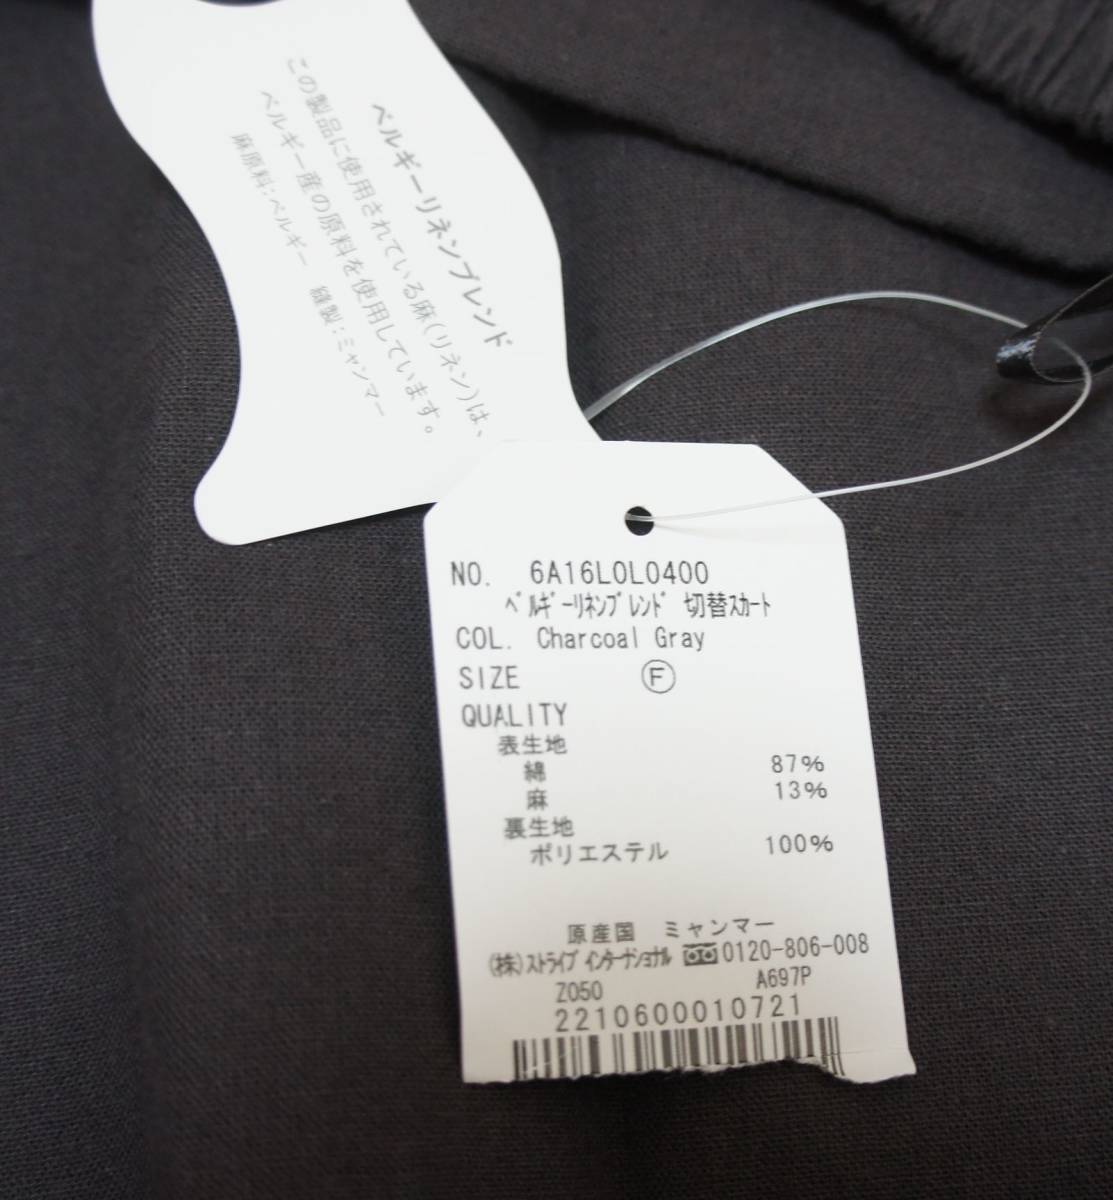 ベルギーリネンブレンド
この製品に使用されている麻(リネン)は、
ベルギー産の原料を使用しています。
麻原料:ベルギー 縫製:ミャンマー
NO. 6A16L0L0400
ﾍﾞﾙｷﾞｰﾘﾈﾝﾌﾞﾚﾝﾄﾞ 切替ｽｶｰﾄ
COL. Charcoal Gray
SIZE Ⓕ
QUALITY
表生地
綿 87%
麻 13%
裏生地
ポリエステル 100%
原産国 ミャンマー
(株)ｽﾄﾗｲﾌﾟ ｲﾝﾀｰﾅｼｮﾅﾙ 0120-806-008
Z050 A697P
2210600010721